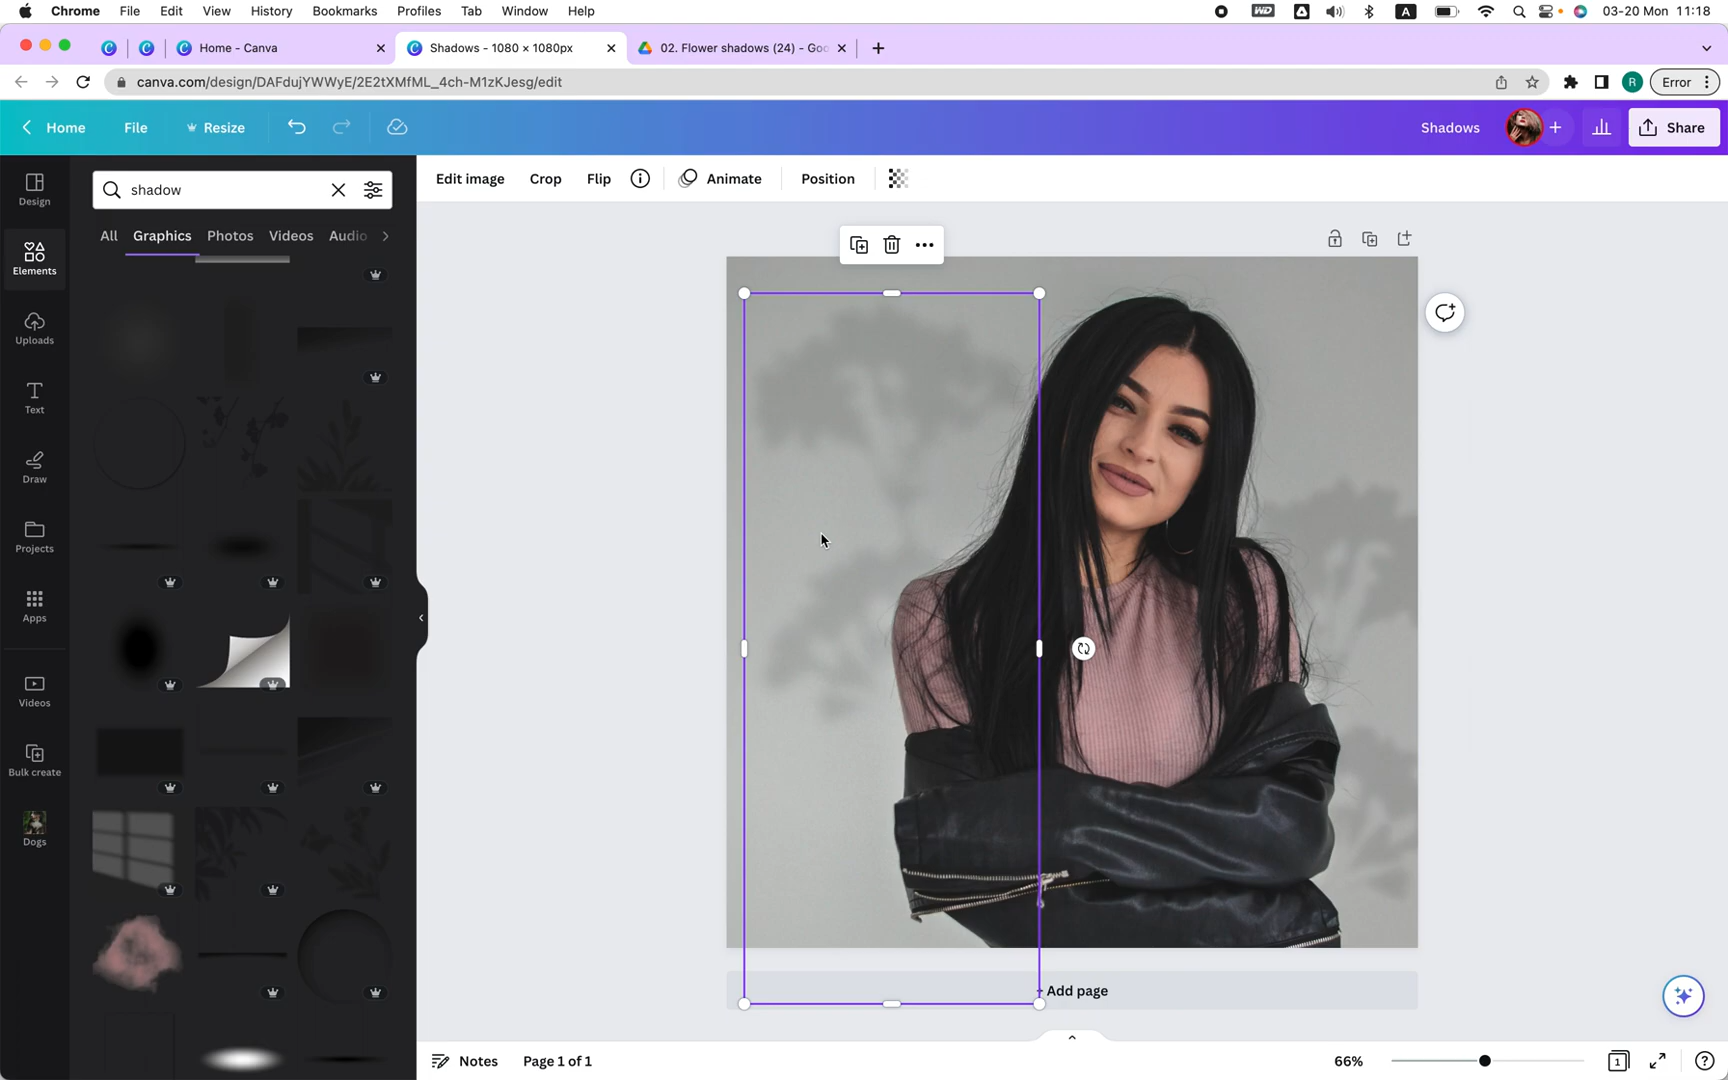 Chrome File Edit View History Bookmarks Profiles Tab Window Help WD A 03-20 Mon 11:18
Home - Canva Shadows - 1080 × 1080px 02. Flower shadows (24) - Goo
canva.com/design/DAFdujYWWyE/2E2tXMfML_4ch-M1zKJesg/edit R Error
Home File Resize Shadows Share
Design
Elements
Uploads
Text
Draw
Projects
Apps
Videos
Bulk create
Dogs
shadow
All Graphics Photos Videos Audio
Edit image Crop Flip Animate Position
+ Add page
Notes Page 1 of 1 66% 1